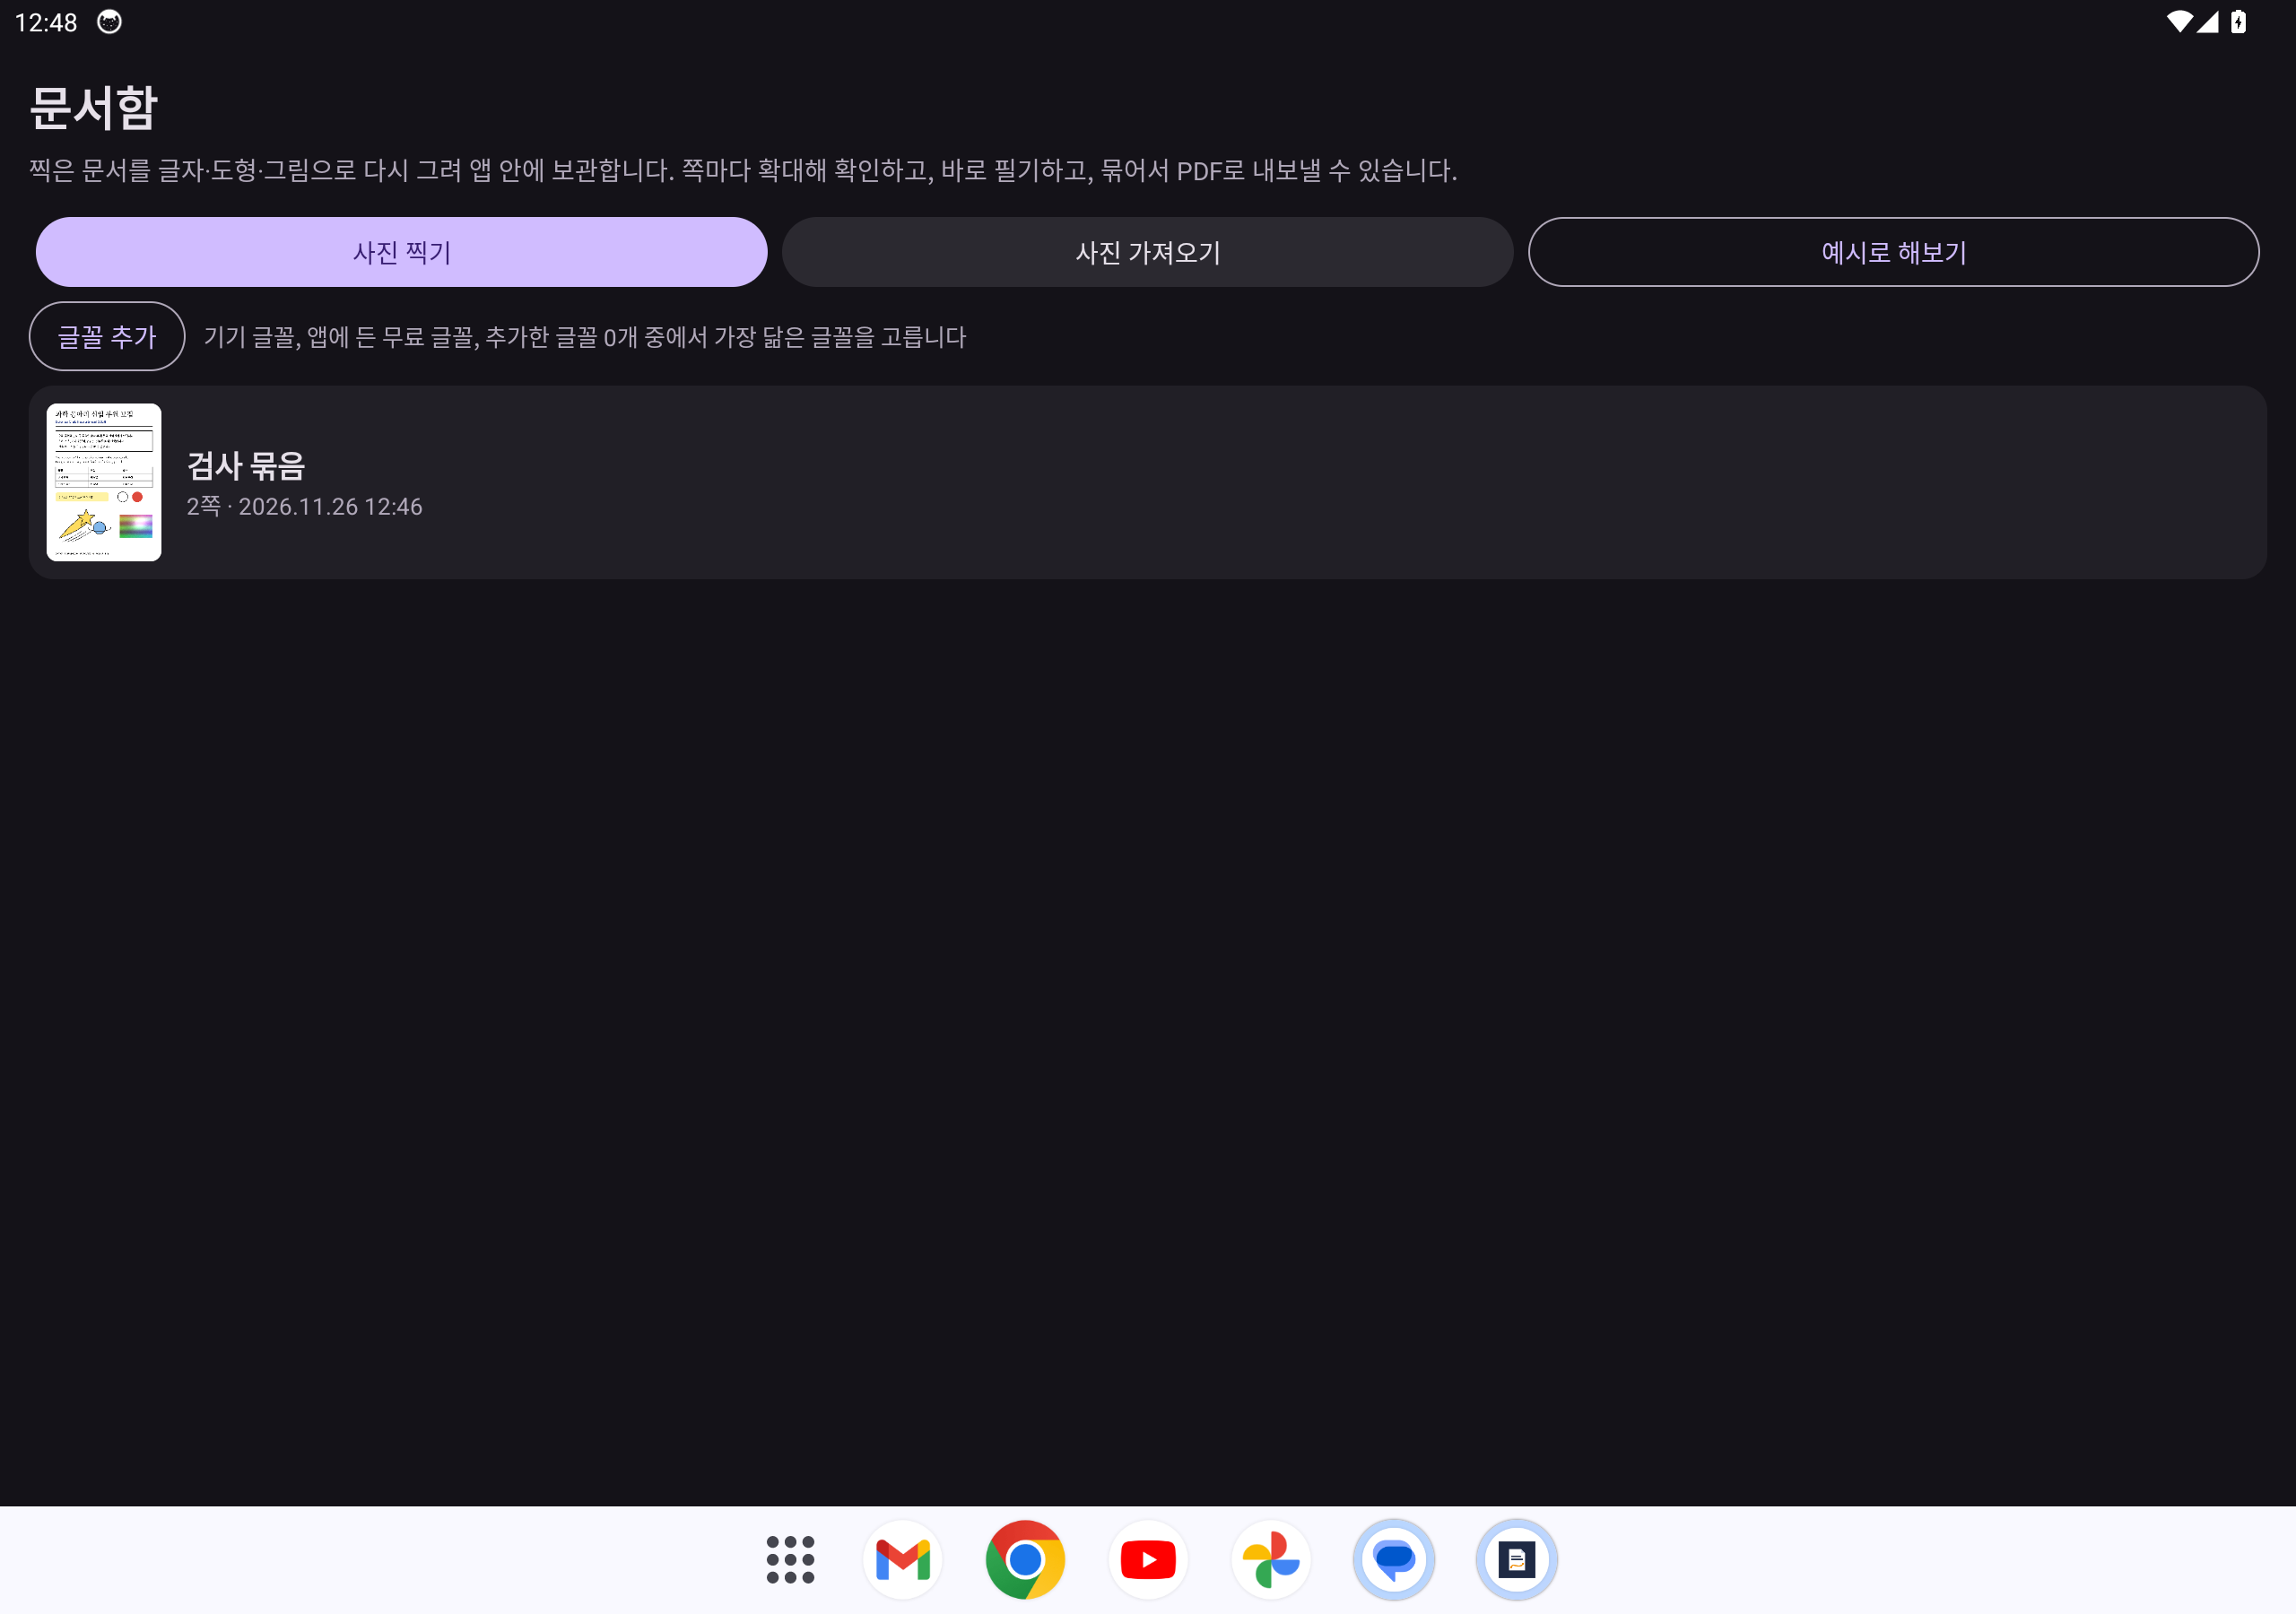 12:48
문서함
찍은 문서를 글자·도형·그림으로 다시 그려 앱 안에 보관합니다. 쪽마다 확대해 확인하고, 바로 필기하고, 묶어서 PDF로 내보낼 수 있습니다.
사진 찍기
사진 가져오기
예시로 해보기
글꼴 추가
기기 글꼴, 앱에 든 무료 글꼴, 추가한 글꼴 0개 중에서 가장 닮은 글꼴을 고릅니다
검사 묶음
2쪽 · 2026.11.26 12:46